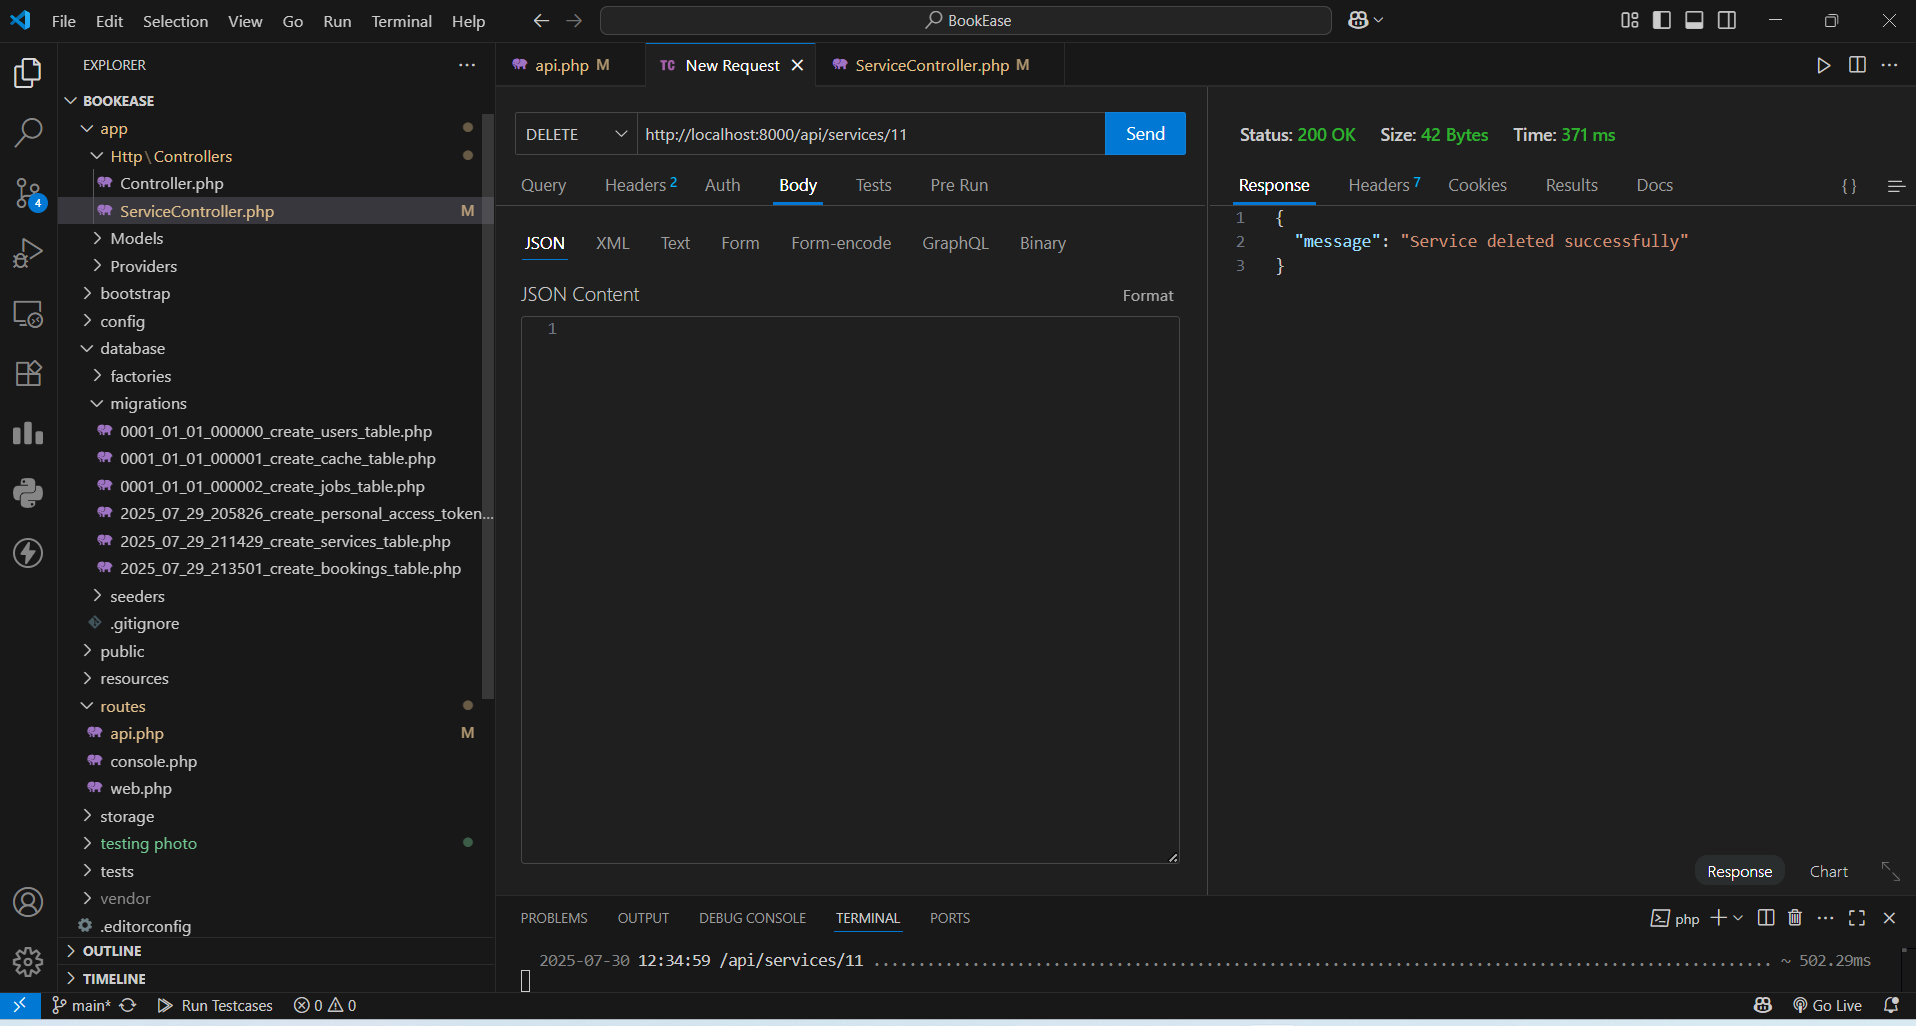 File Edit Selection View Go Run Terminal Help
BookEase
EXPLORER
BOOKEASE
app
Http\Controllers
Controller.php
ServiceController.php M
Models
Providers
bootstrap
config
database
factories
migrations
0001_01_01_000000_create_users_table.php
0001_01_01_000001_create_cache_table.php
0001_01_01_000002_create_jobs_table.php
2025_07_29_205826_create_personal_access_token...
2025_07_29_211429_create_services_table.php
2025_07_29_213501_create_bookings_table.php
seeders
.gitignore
public
resources
routes
api.php M
console.php
web.php
storage
testing photo
tests
vendor
.editorconfig
OUTLINE
TIMELINE
4
api.php M
TC New Request
ServiceController.php M
DELETE http://localhost:8000/api/services/11 Send
Query Headers 2 Auth Body Tests Pre Run
JSON XML Text Form Form-encode GraphQL Binary
JSON Content Format
1
Status: 200 OK Size: 42 Bytes Time: 371 ms
Response Headers 7 Cookies Results Docs {}
1 {
2 "message": "Service deleted successfully"
3 }
Response Chart
PROBLEMS OUTPUT DEBUG CONSOLE TERMINAL PORTS
php
2025-07-30 12:34:59 /api/services/11 .................................................................................................... ~ 502.29ms
main* Run Testcases 0 0
Go Live